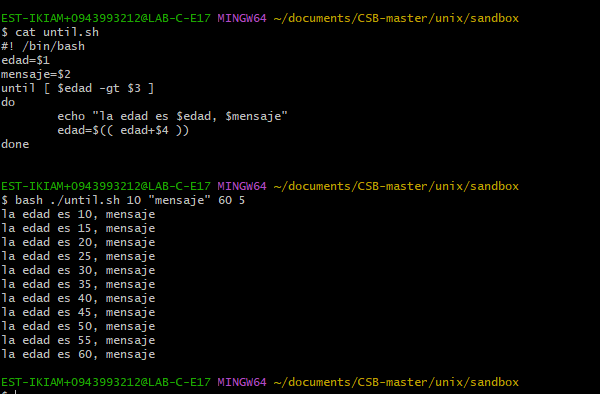 EST-IKIAM+0943993212@LAB-C-E17 MINGW64 ~/documents/CSB-master/unix/sandbox
$ cat until.sh
#! /bin/bash
edad=$1
mensaje=$2
until [ $edad -gt $3 ]
do
        echo "la edad es $edad, $mensaje"
        edad=$(( edad+$4 ))
done
EST-IKIAM+0943993212@LAB-C-E17 MINGW64 ~/documents/CSB-master/unix/sandbox
$ bash ./until.sh 10 "mensaje" 60 5
la edad es 10, mensaje
la edad es 15, mensaje
la edad es 20, mensaje
la edad es 25, mensaje
la edad es 30, mensaje
la edad es 35, mensaje
la edad es 40, mensaje
la edad es 45, mensaje
la edad es 50, mensaje
la edad es 55, mensaje
la edad es 60, mensaje
EST-IKIAM+0943993212@LAB-C-E17 MINGW64 ~/documents/CSB-master/unix/sandbox
$